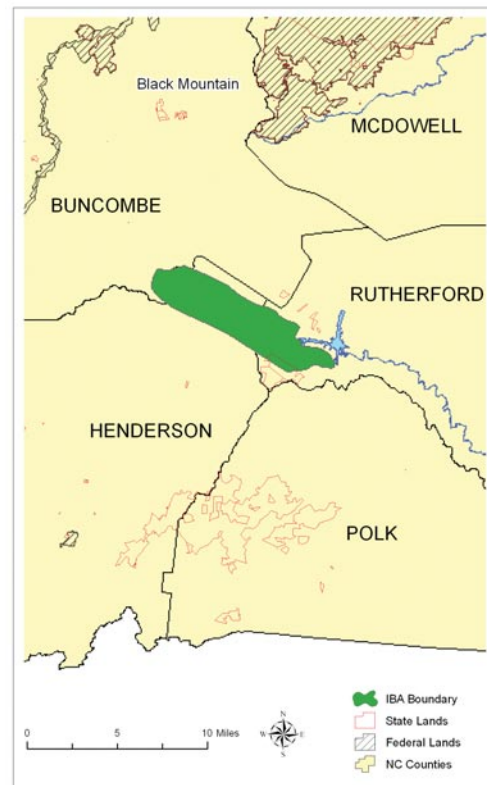 Black Mountain
MCDOWELL
BUNCOMBE
RUTHERFORD
HENDERSON
POLK
IBA Boundary
State Lands
Federal Lands
NC Counties
0 5 10 Miles
N
W E
S